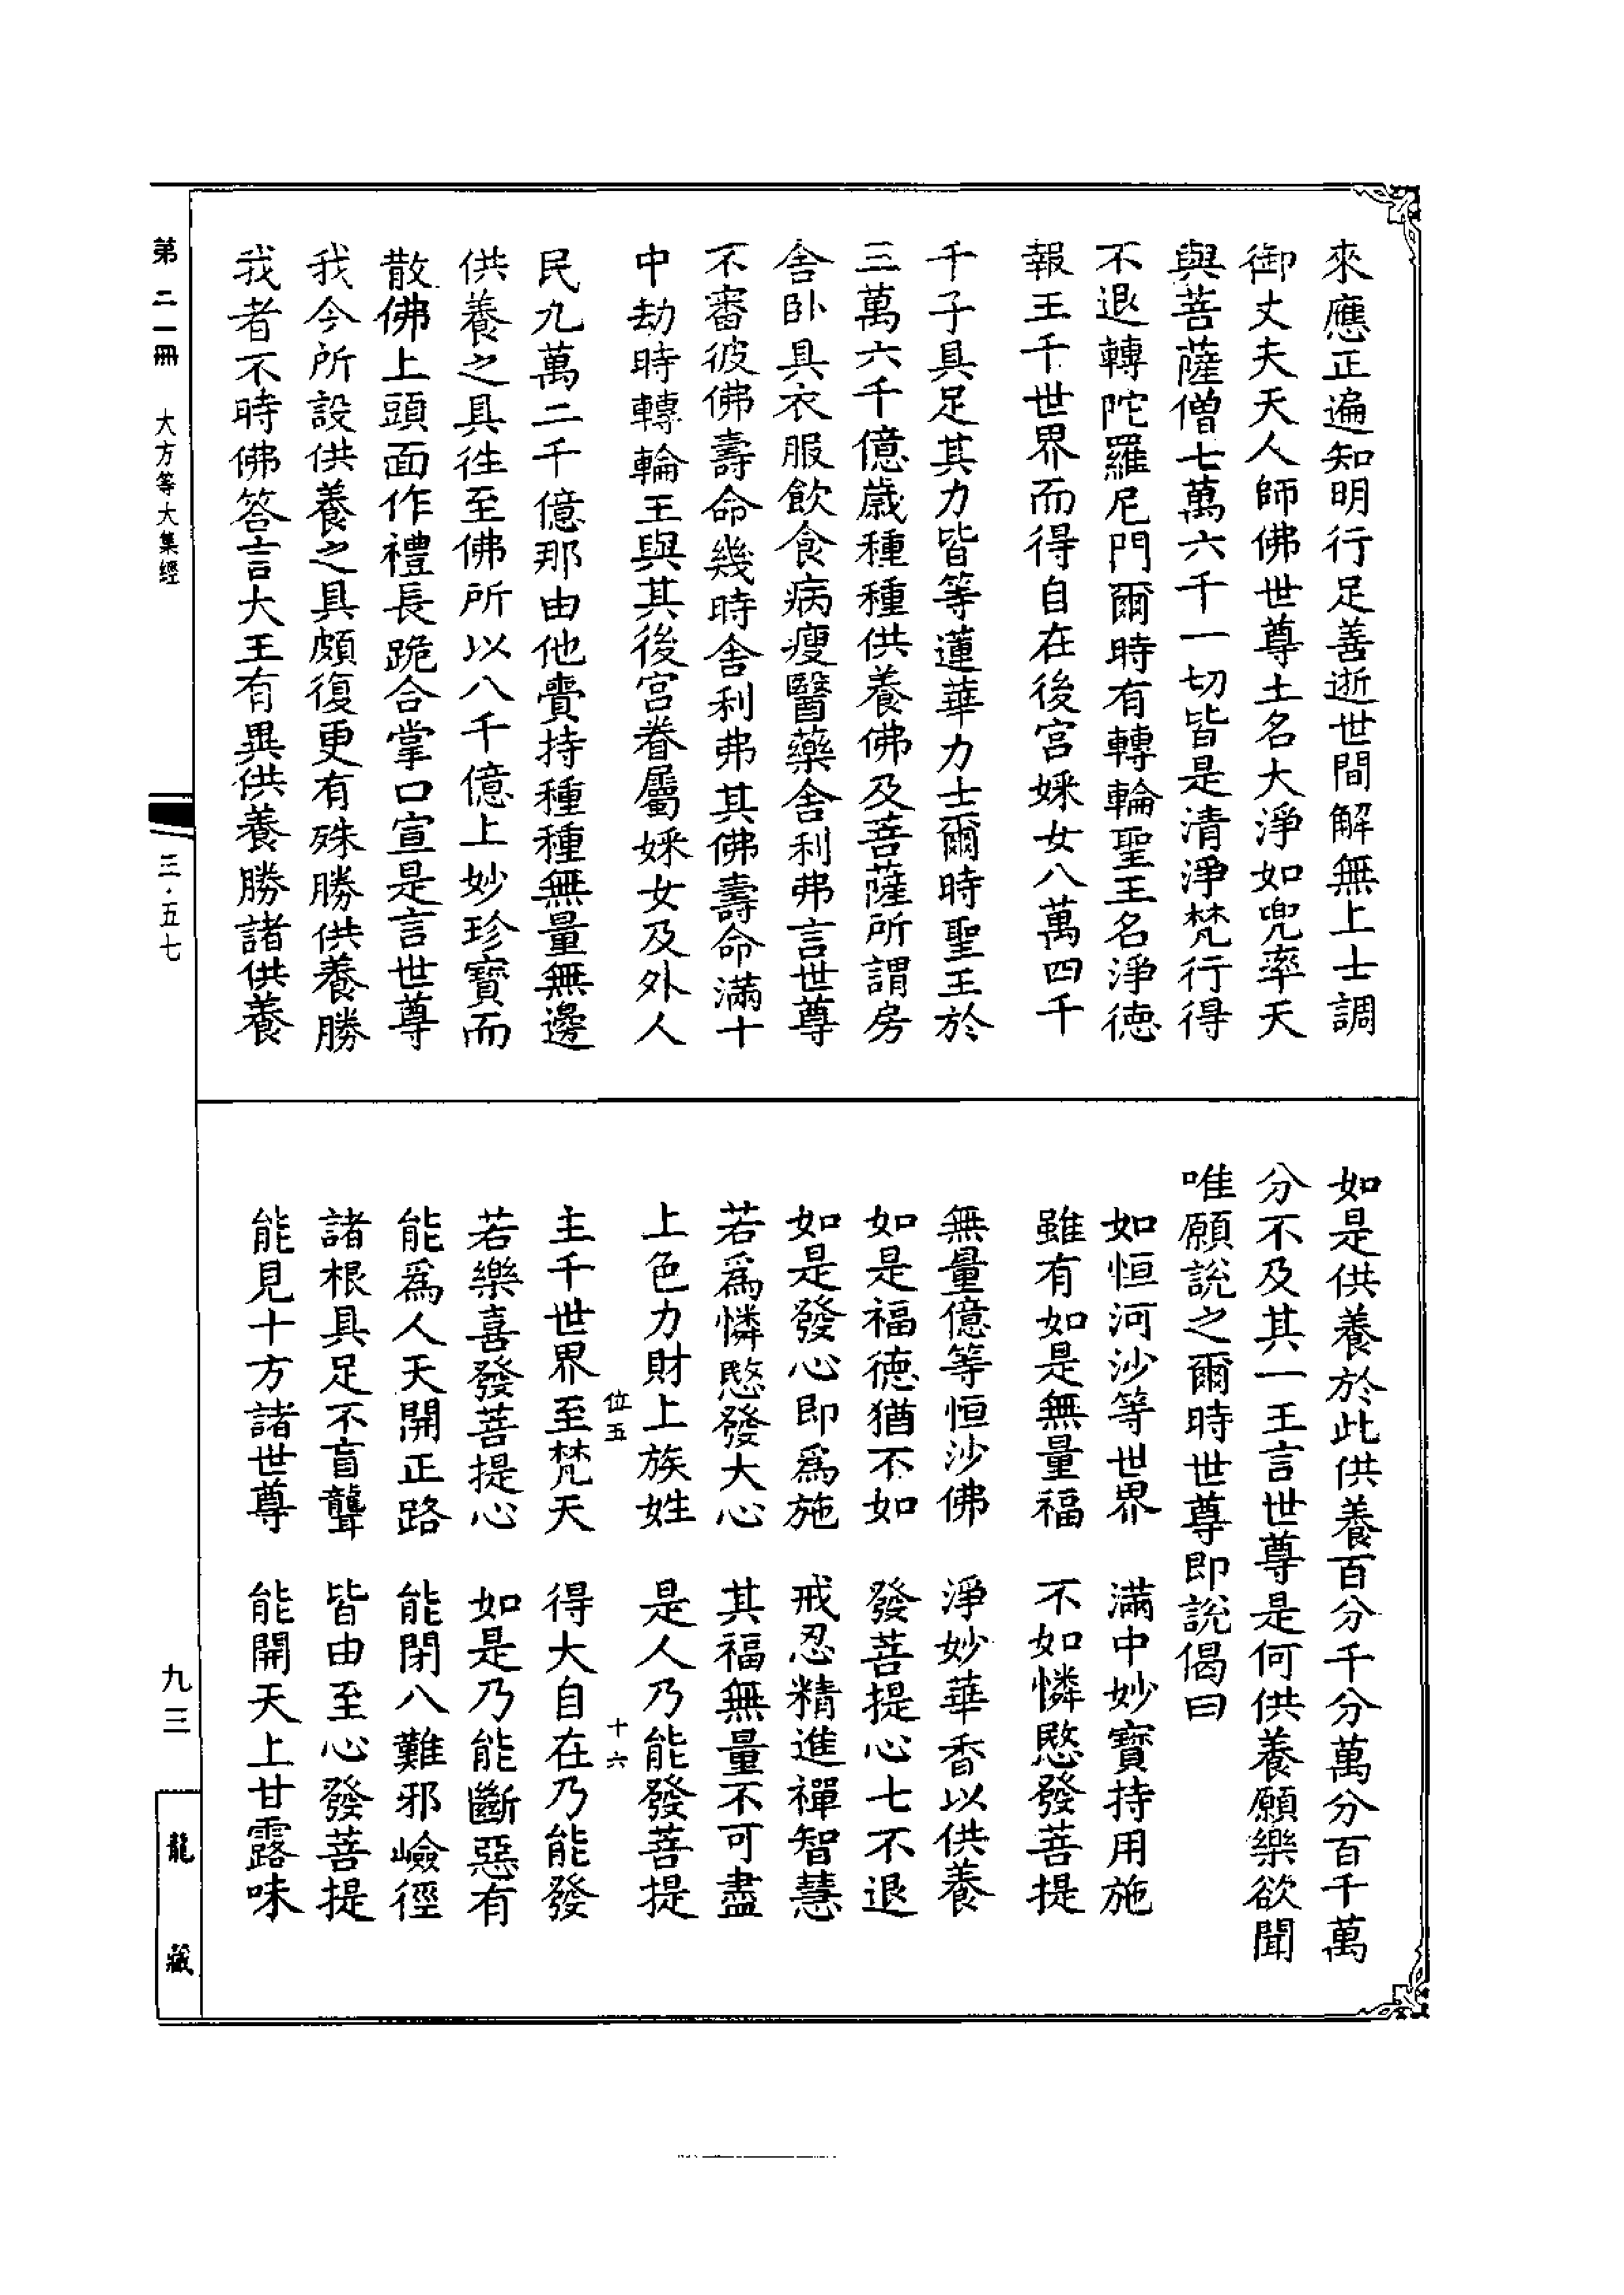 來應正遍知明行足善逝世間解無上士調
御丈夫天人師佛世尊土名大淨如兜率天
與菩薩僧七萬六千一切皆是清淨梵行得
不退轉陀羅尼門爾時有轉輪聖王名淨德
報王千世界而得自在後宮婇女八萬四千
千子具足其力皆等蓮華力士爾時聖王於
三萬六千億歲種種供養佛及菩薩所謂房
舍卧具衣服飲食病瘦醫藥舍利弗言世尊
不審彼佛壽命幾時舍利弗其佛壽命滿十
中劫時轉輪王與其後宮眷屬婇女及外人
民九萬二千億那由他賷持種種無量無邊
供養之具往至佛所以八千億上妙珍寶而
散佛上頭面作禮長跪合掌口宣是言世尊
我今所設供養之具頗復更有殊勝供養勝
我者不時佛答言大王有異供養勝諸供養
如是供養於此供養百分千分萬分百千萬
分不及其一王言世尊是何供養願樂欲聞
唯願說之爾時世尊即說偈曰
如恒河沙等世界　滿中妙寶持用施
雖有如是無量福　不如憐愍發菩提
無量億等恒沙佛　淨妙華香以供養
如是福德猶不如　發菩提心七不退
如是發心即爲施　戒忍精進禪智慧
若爲憐愍發大心　其福無量不可盡
上色力財上族姓　是人乃能發菩提
位五　十六
主千世界至梵天　得大自在乃能發
若樂喜發菩提心　如是乃能斷惡有
能爲人天開正路　能閉八難邪嶮徑
諸根具足不盲聾　皆由至心發菩提
能見十方諸世尊　能開天上甘露味
第二一冊　大方等大集經　三·五七
九三
龍藏